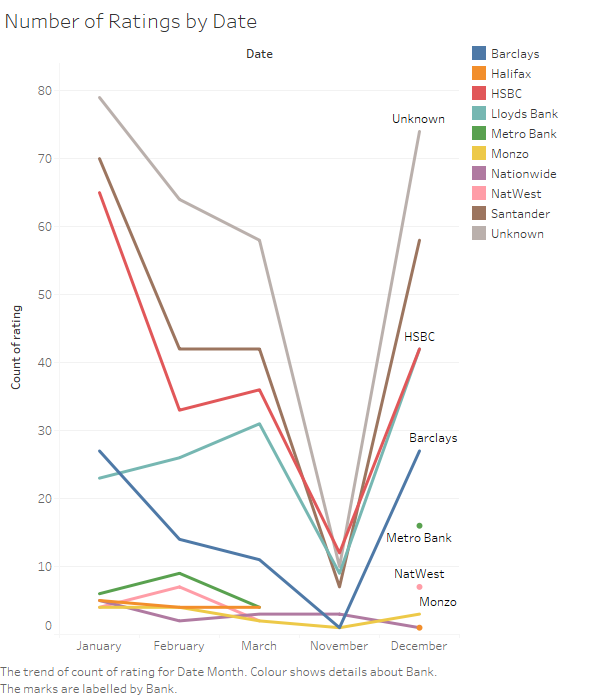 Number of Ratings by Date
Date
Count of rating
80
70
60
50
40
30
20
10
0
January February March November December
Unknown
HSBC
Barclays
Metro Bank
NatWest
Monzo
Barclays
Halifax
HSBC
Lloyds Bank
Metro Bank
Monzo
Nationwide
NatWest
Santander
Unknown
The trend of count of rating for Date Month. Colour shows details about Bank.
The marks are labelled by Bank.